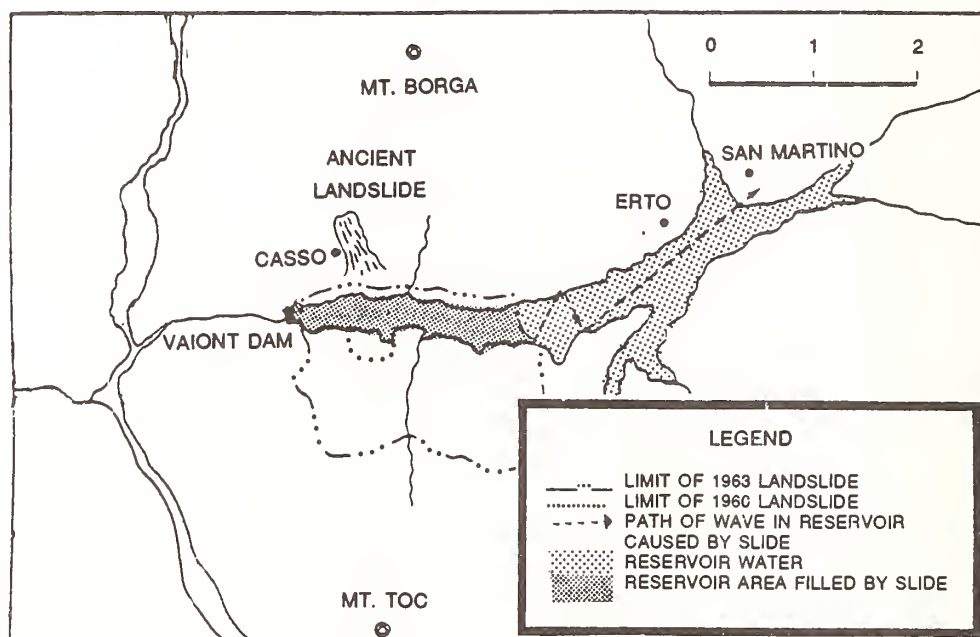 0 1 2
MT. BORGA
ANCIENT
LANDSLIDE
SAN MARTINO
ERTO
CASSO
VAIONT DAM
MT. TOC
LEGEND
LIMIT OF 1963 LANDSLIDE
LIMIT OF 1960 LANDSLIDE
PATH OF WAVE IN RESERVOIR
CAUSED BY SLIDE
RESERVOIR WATER
RESERVOIR AREA FILLED BY SLIDE